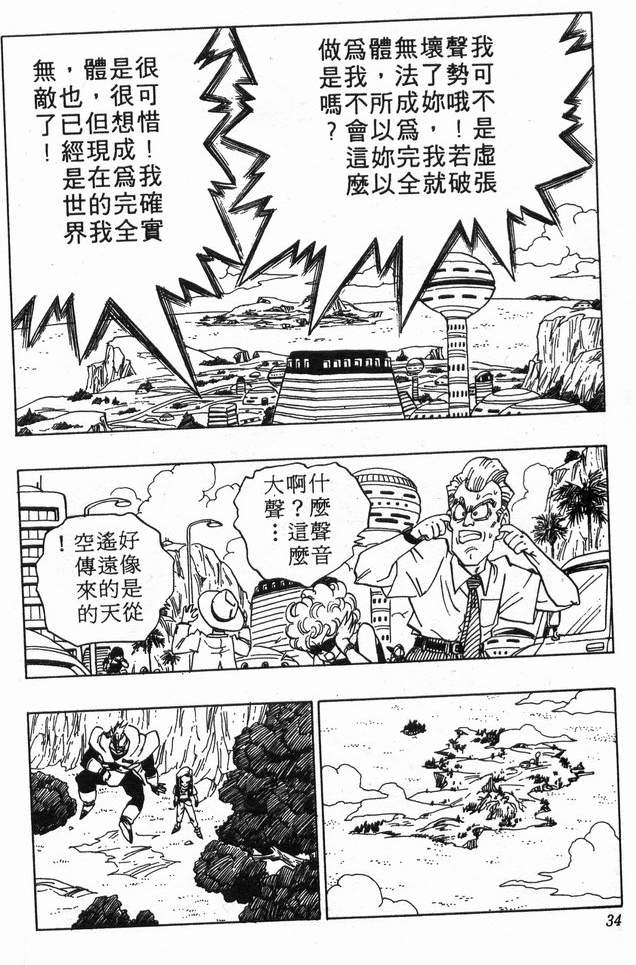 我可不是虛張
聲勢哦！若破
壞了妳，我就
無法成為完全
體，所以妳以
為我不會這麼
做是嗎？
很可惜！我確實
是很想成為完全
體，但現在的我
，也已經是世界
無敵了！
什麼聲音
啊？這麼
大聲…
好像是從
遙遠的天
空傳來的
！
34